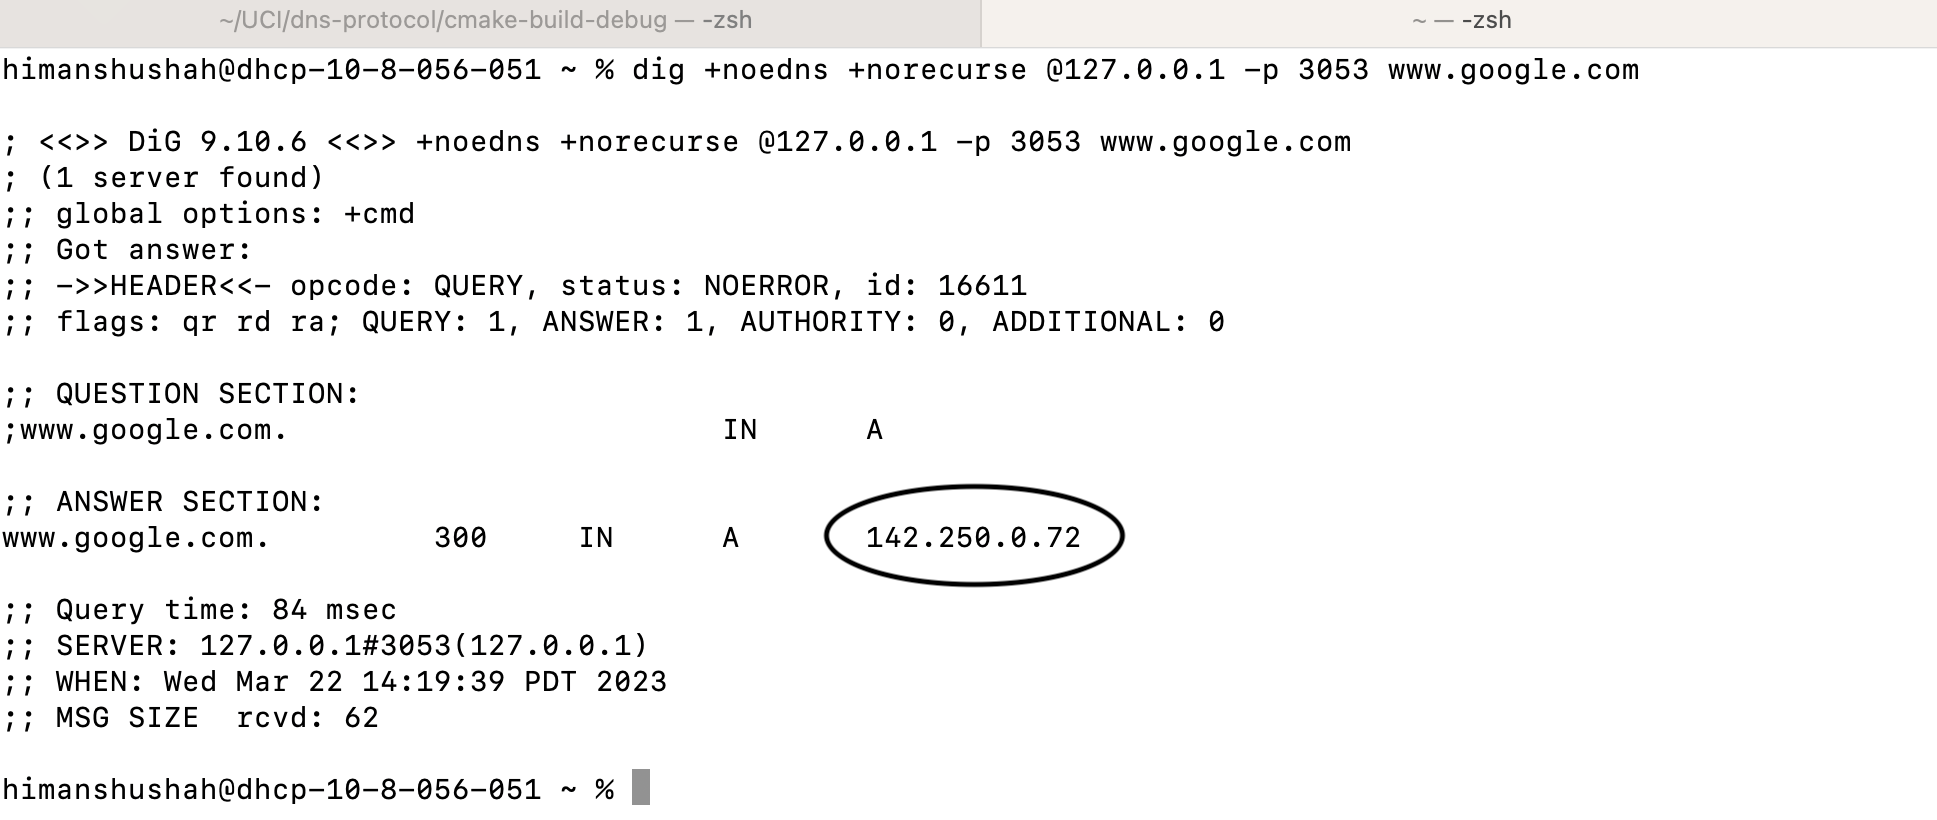 ~/UCI/dns-protocol/cmake-build-debug — -zsh
~ — -zsh
himanshushah@dhcp-10-8-056-051 ~ % dig +noedns +norecurse @127.0.0.1 -p 3053 www.google.com
; <<>> DiG 9.10.6 <<>> +noedns +norecurse @127.0.0.1 -p 3053 www.google.com
; (1 server found)
;; global options: +cmd
;; Got answer:
;; ->>HEADER<<- opcode: QUERY, status: NOERROR, id: 16611
;; flags: qr rd ra; QUERY: 1, ANSWER: 1, AUTHORITY: 0, ADDITIONAL: 0
;; QUESTION SECTION:
;www.google.com. IN A
;; ANSWER SECTION:
www.google.com. 300 IN A 142.250.0.72
;; Query time: 84 msec
;; SERVER: 127.0.0.1#3053(127.0.0.1)
;; WHEN: Wed Mar 22 14:19:39 PDT 2023
;; MSG SIZE  rcvd: 62
himanshushah@dhcp-10-8-056-051 ~ %